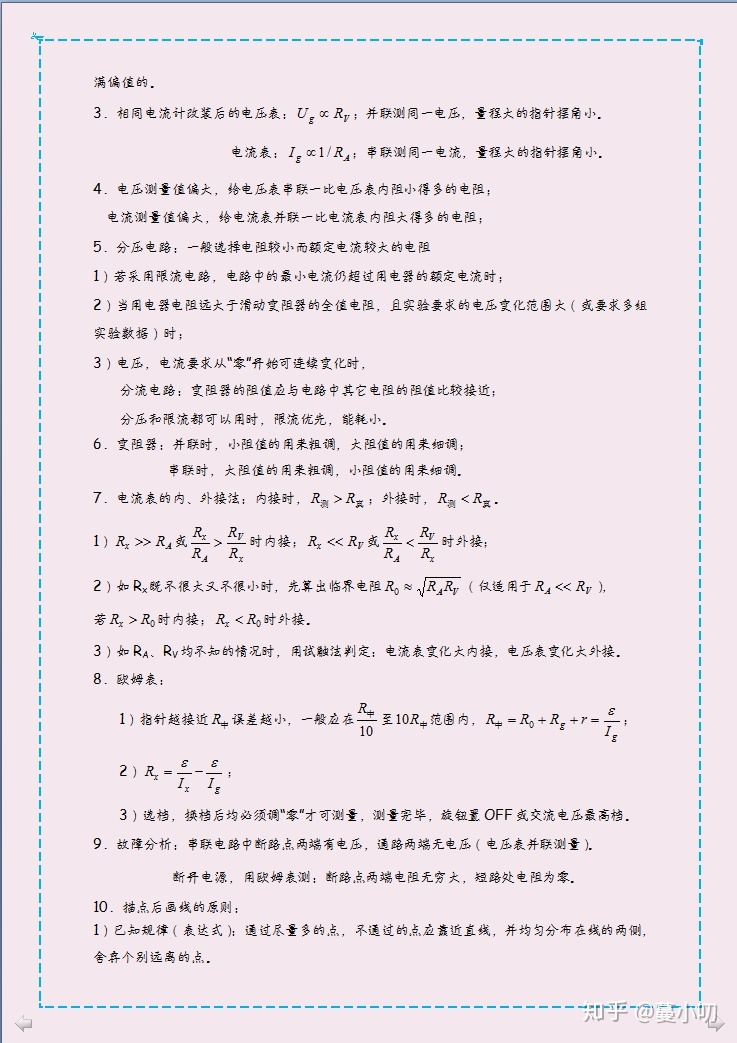 满偏值的。
3．相同电流计改装后的电压表：U_g ∝ R_V；并联测同一电压，量程大的指针摆角小。
电流表：I_g ∝ 1/R_A；串联测同一电流，量程大的指针摆角小。
4．电压测量值偏大，给电压表串联一比电压表内阻小得多的电阻；
电流测量值偏大，给电流表并联一比电流表内阻大得多的电阻；
5．分压电路：一般选择电阻较小而额定电流较大的电阻
1）若采用限流电路，电路中的最小电流仍超过用电器的额定电流时；
2）当用电器电阻远大于滑动变阻器的全值电阻，且实验要求的电压变化范围大（或要求多组
实验数据）时；
3）电压，电流要求从“零”开始可连续变化时，
分流电路：变阻器的阻值应与电路中其它电阻的阻值比较接近；
分压和限流都可以用时，限流优先，能耗小。
6．变阻器：并联时，小阻值的用来粗调，大阻值的用来细调；
串联时，大阻值的用来粗调，小阻值的用来细调。
7．电流表的内、外接法：内接时，R_测 > R_真；外接时，R_测 < R_真。
1）R_x >> R_A 或 R_x/R_A > R_V/R_x 时内接；R_x << R_V 或 R_x/R_A < R_V/R_x 时外接；
2）如 Rx 既不很大又不很小时，先算出临界电阻 R_0 ≈ √(R_A R_V)（仅适用于 R_A << R_V），
若 R_x > R_0 时内接；R_x < R_0 时外接。
3）如 RA、RV 均不知的情况时，用试触法判定：电流表变化大内接，电压表变化大外接。
8．欧姆表：
1）指针越接近 R_中 误差越小，一般应在 R_中/10 至 10R_中 范围内，R_中 = R_0 + R_g + r = ε/I_g；
2）R_x = ε/I_x − ε/I_g；
3）选档，换档后均必须调“零”才可测量，测量完毕，旋钮置 OFF 或交流电压最高档。
9．故障分析：串联电路中断路点两端有电压，通路两端无电压（电压表并联测量）。
断开电源，用欧姆表测：断路点两端电阻无穷大，短路处电阻为零。
10．描点后画线的原则：
1）已知规律（表达式）：通过尽量多的点，不通过的点应靠近直线，并均匀分布在线的两侧，
舍弃个别远离的点。
知乎 @蔓小叨